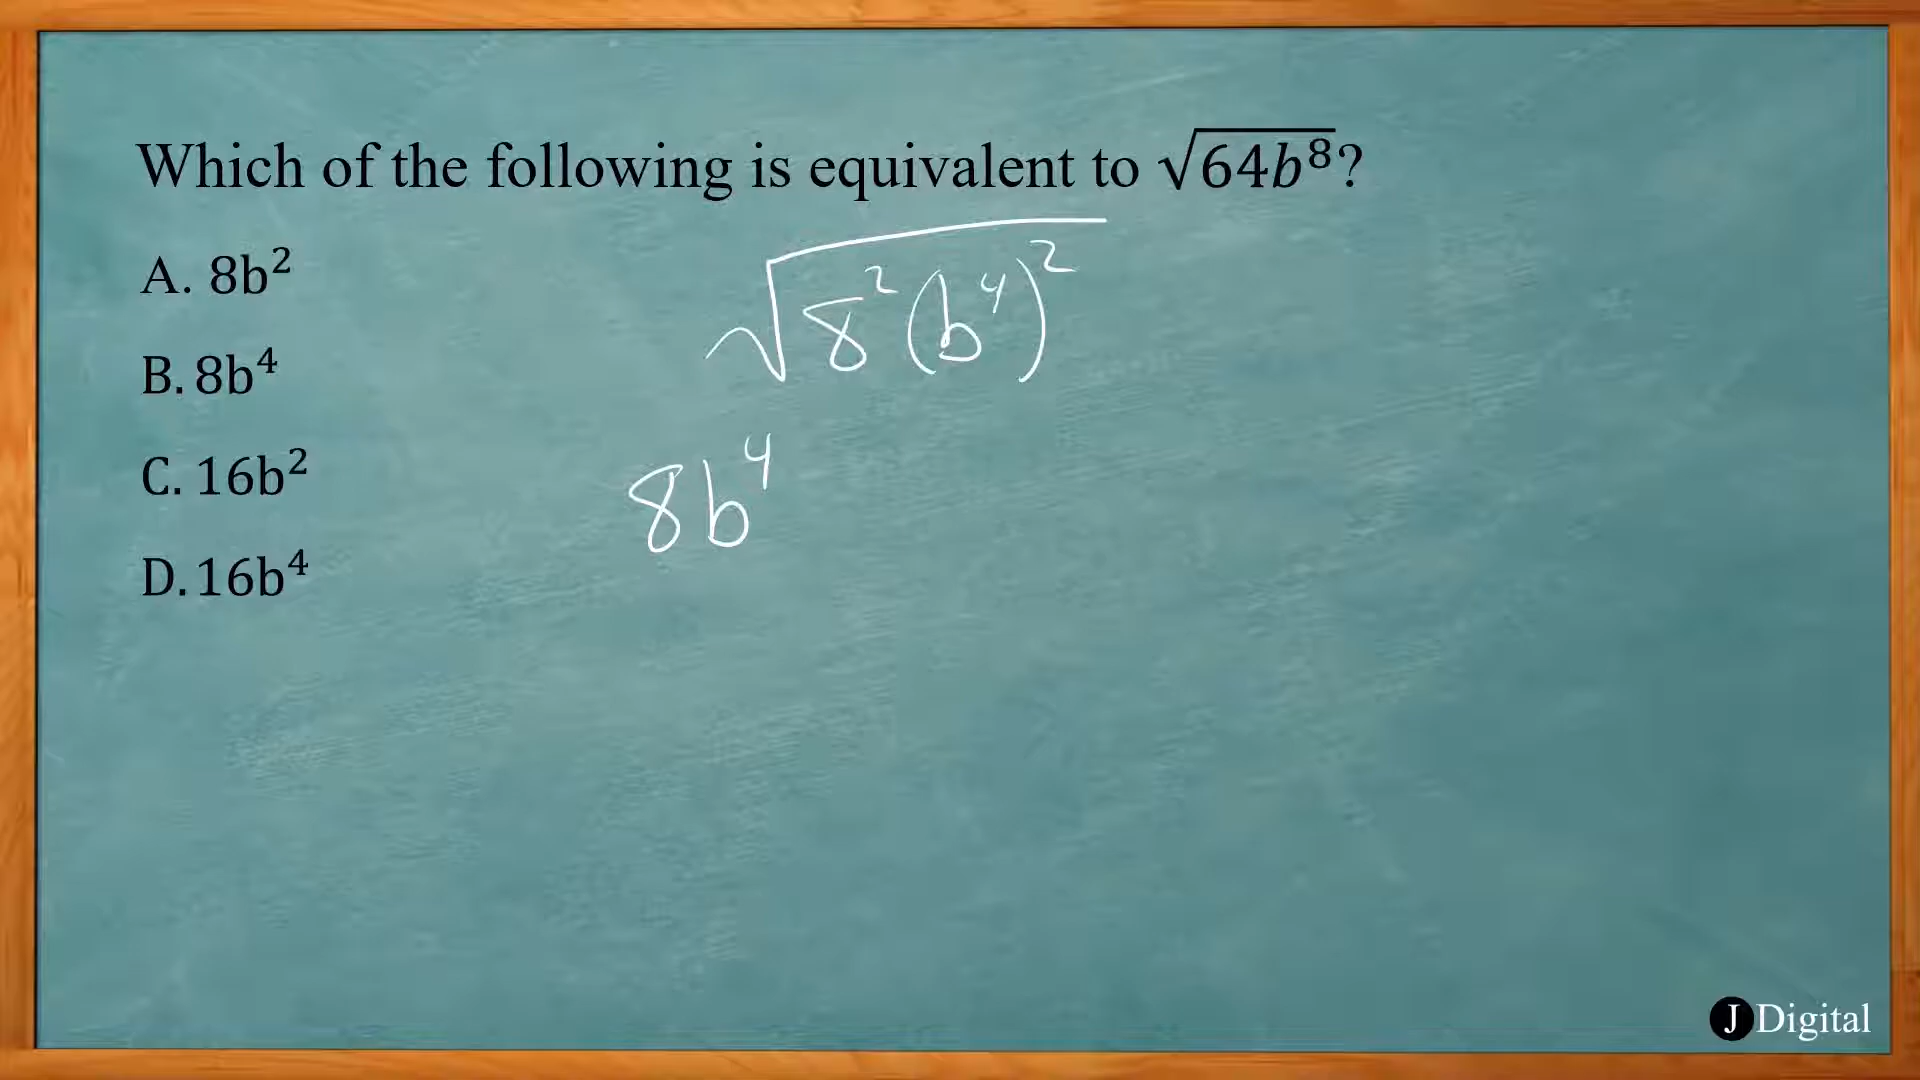 Which of the following is equivalent to √64b⁸?
A. 8b²
B. 8b⁴
C. 16b²
D. 16b⁴
√8²(b⁴)²
8b⁴
J Digital